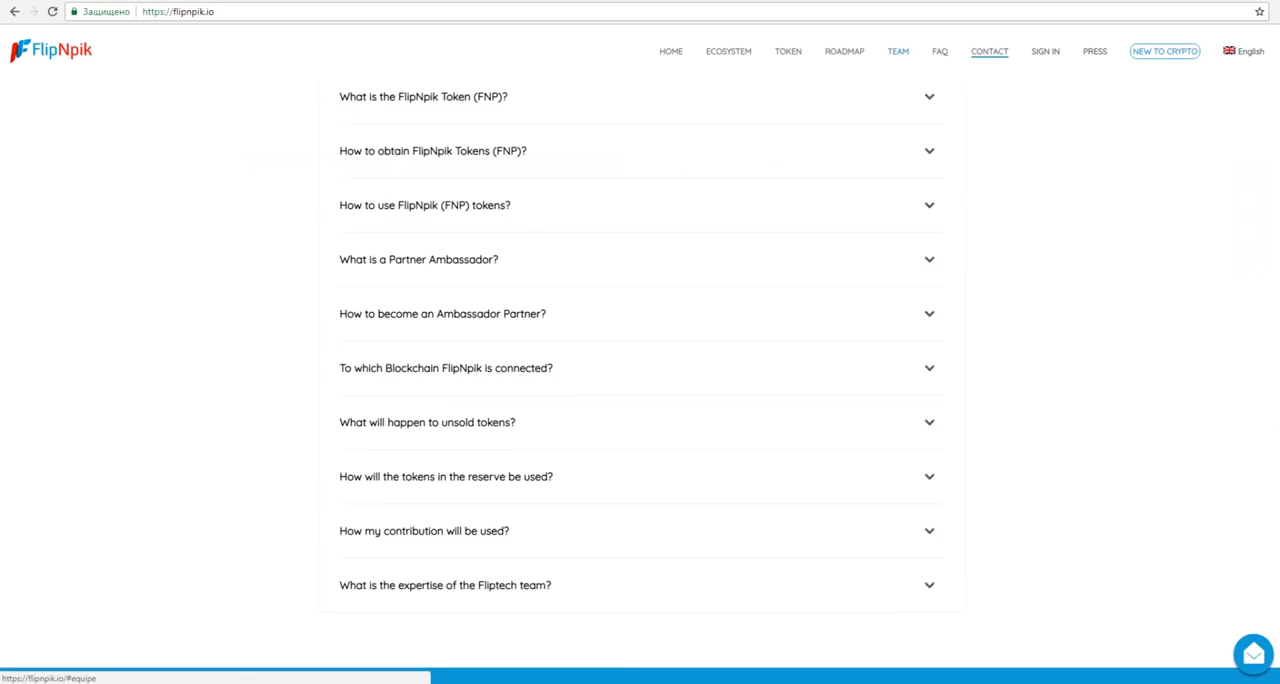 Защищено https://flipnpik.io
FlipNpik HOME ECOSYSTEM TOKEN ROADMAP TEAM FAQ CONTACT SIGN IN PRESS NEW TO CRYPTO English
What is the FlipNpik Token (FNP)?
How to obtain FlipNpik Tokens (FNP)?
How to use FlipNpik (FNP) tokens?
What is a Partner Ambassador?
How to become an Ambassador Partner?
To which Blockchain FlipNpik is connected?
What will happen to unsold tokens?
How will the tokens in the reserve be used?
How my contribution will be used?
What is the expertise of the Fliptech team?
https://flipnpik.io/#equipe